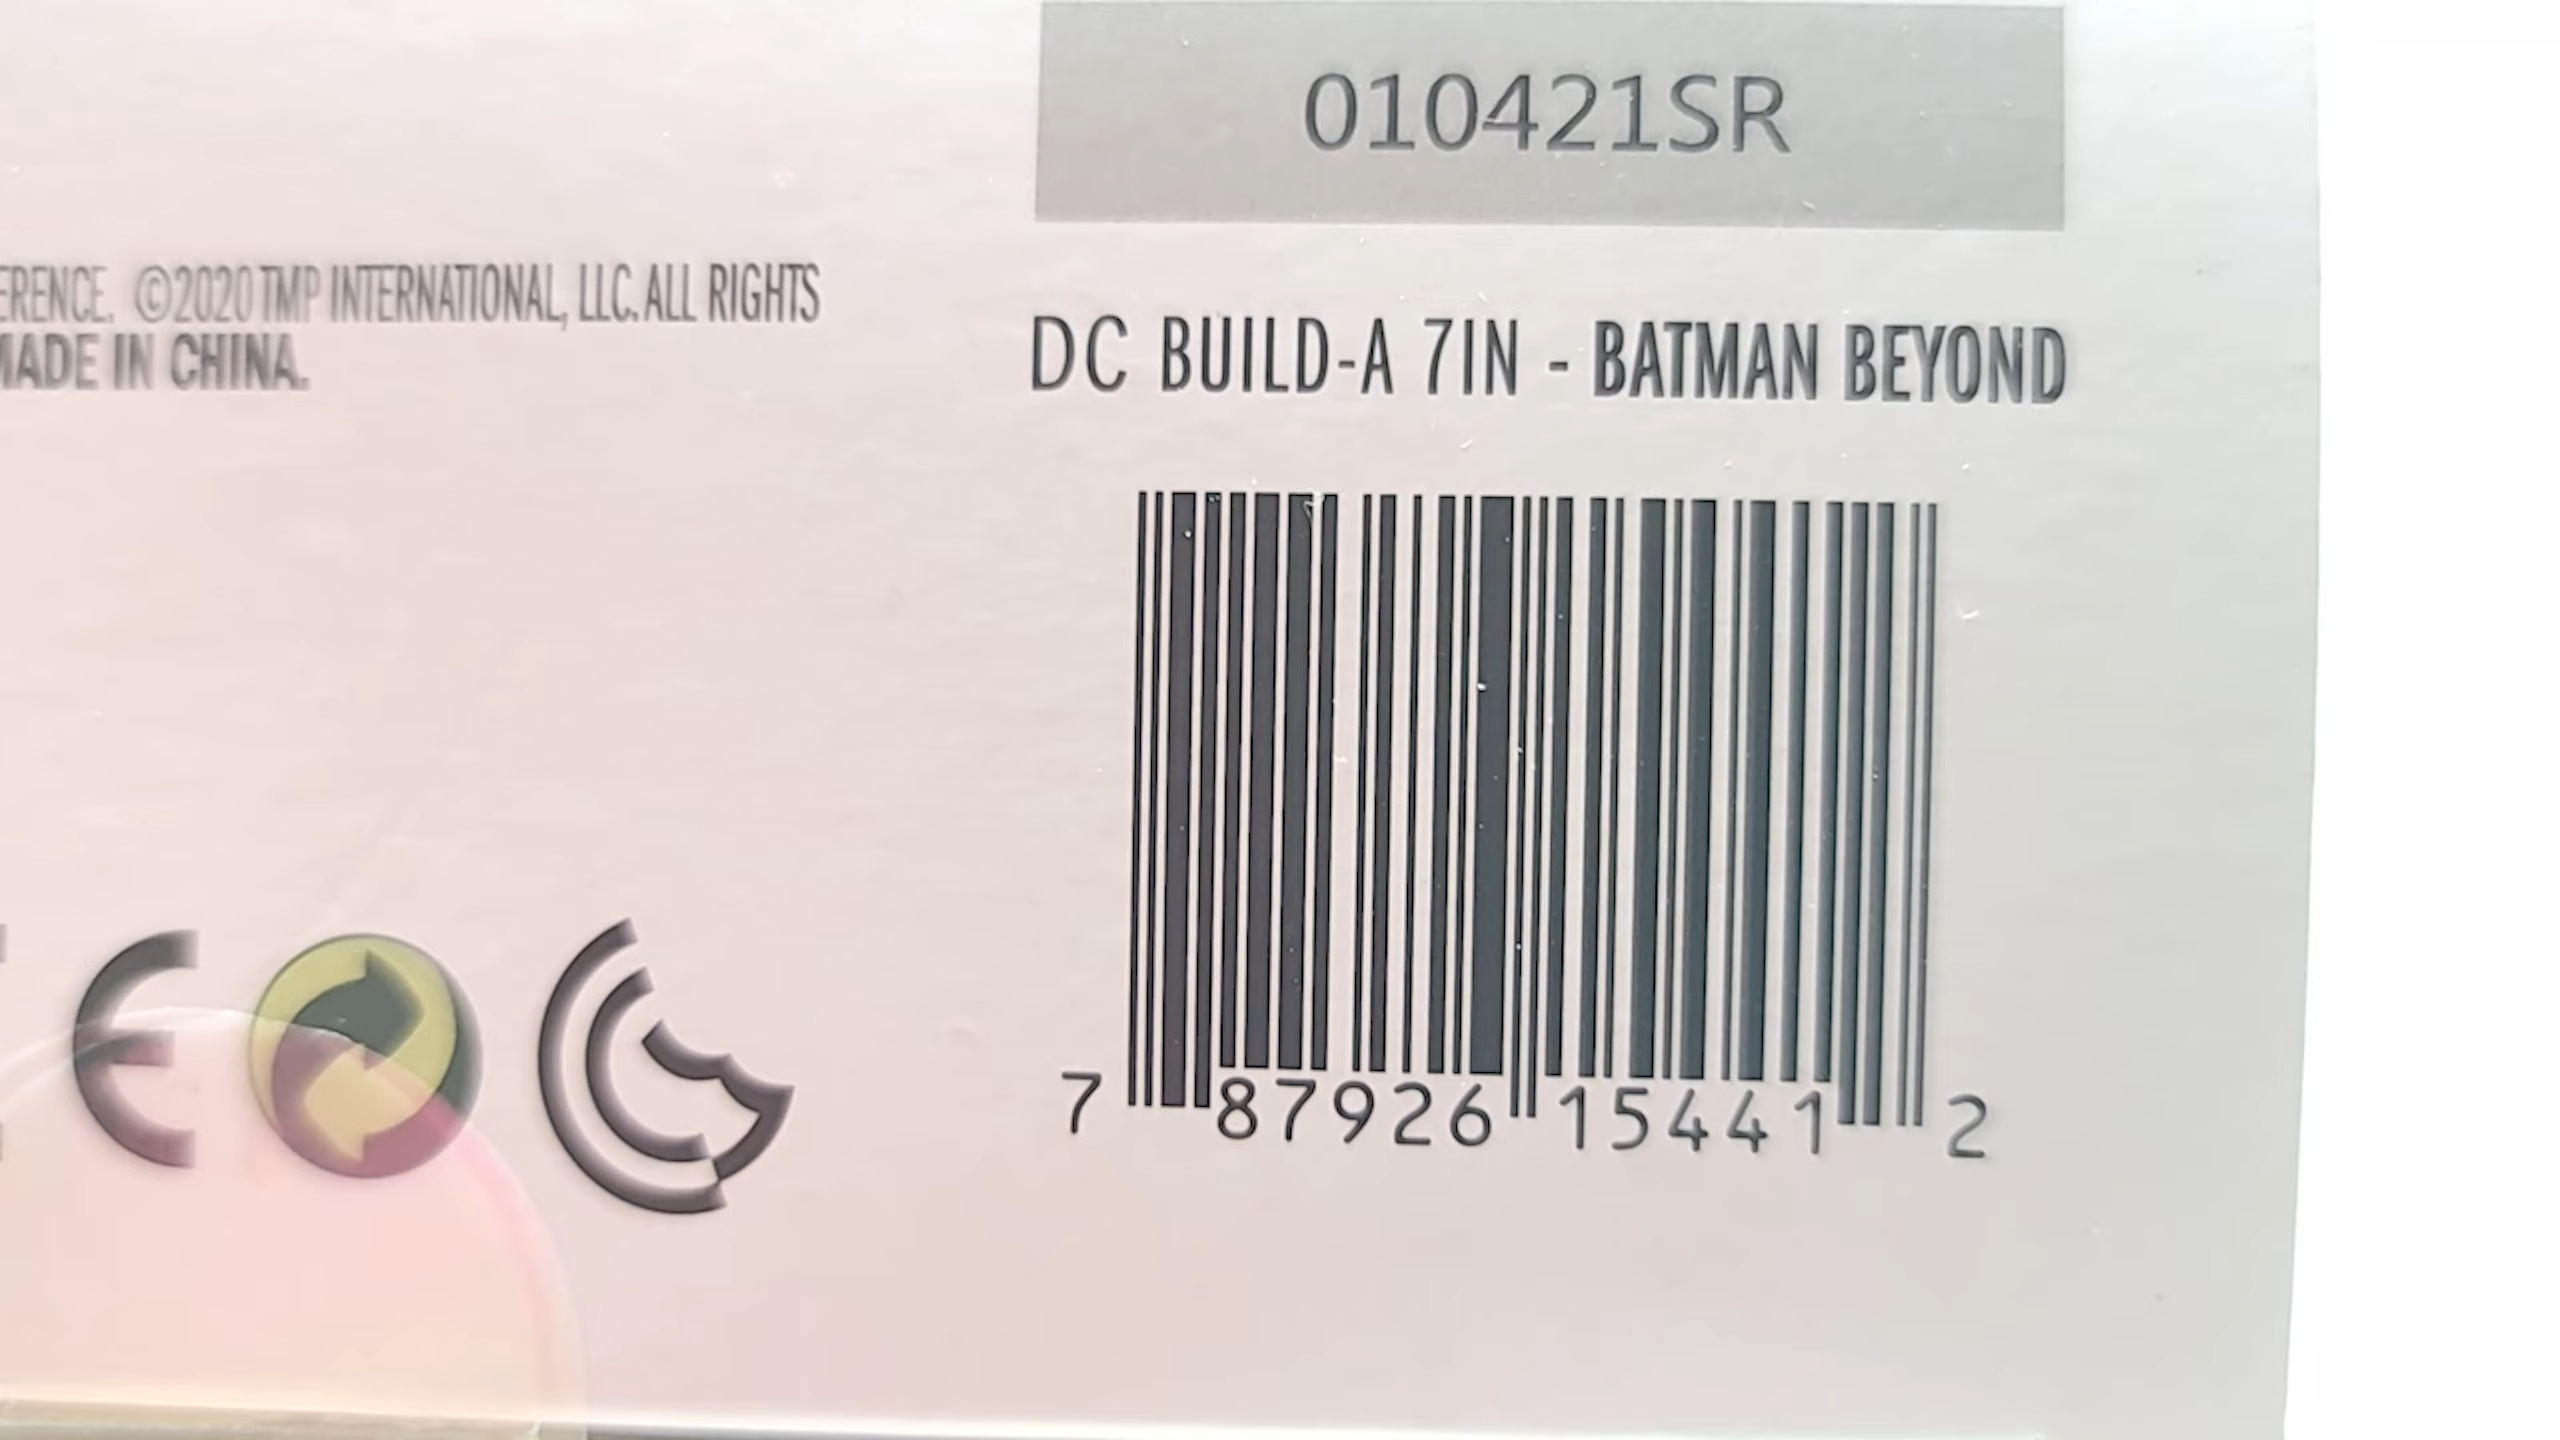 010421SR
©2020 TMP INTERNATIONAL, LLC. ALL RIGHTS
MADE IN CHINA.
DC BUILD-A 7IN - BATMAN BEYOND
7 87926 15441 2